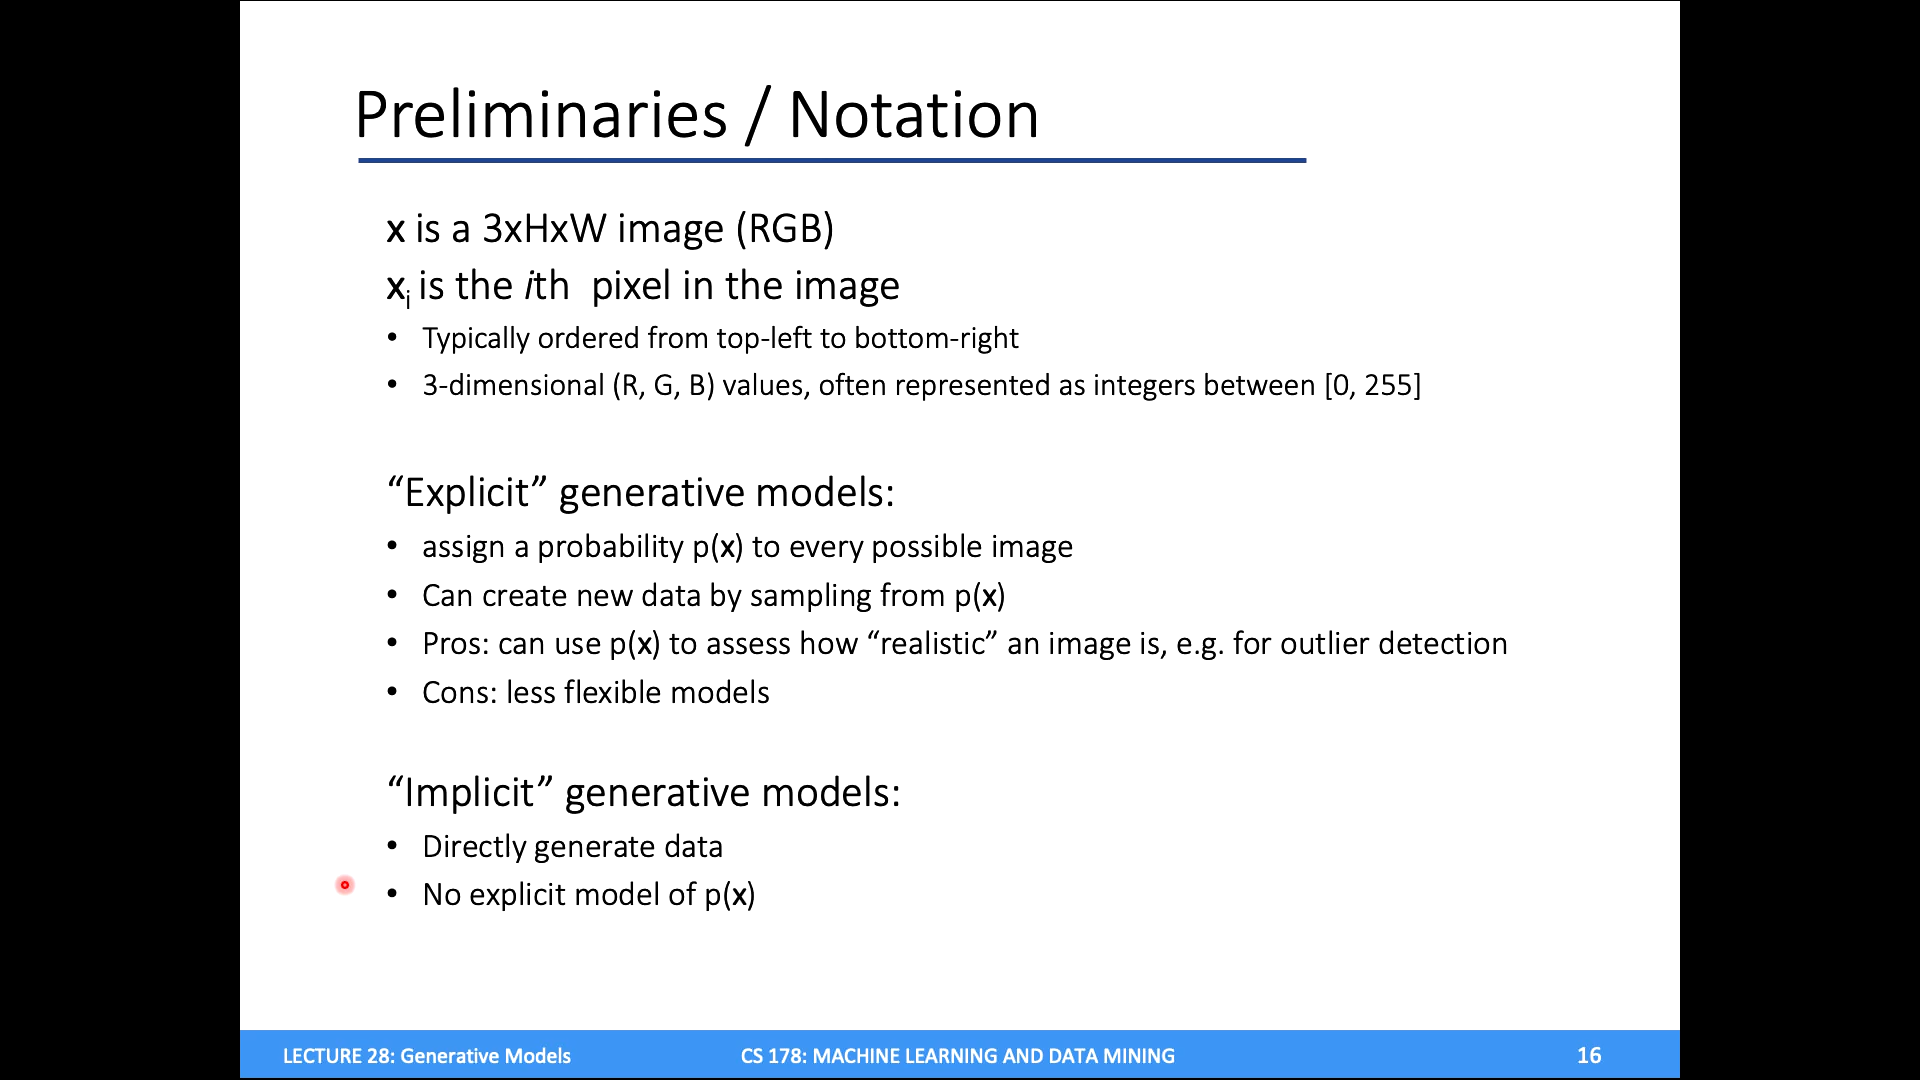 Preliminaries / Notation
x is a 3xHxW image (RGB)
xi is the ith  pixel in the image
• Typically ordered from top-left to bottom-right
• 3-dimensional (R, G, B) values, often represented as integers between [0, 255]
“Explicit” generative models:
• assign a probability p(x) to every possible image
• Can create new data by sampling from p(x)
• Pros: can use p(x) to assess how “realistic” an image is, e.g. for outlier detection
• Cons: less flexible models
“Implicit” generative models:
• Directly generate data
• No explicit model of p(x)
LECTURE 28: Generative Models CS 178: MACHINE LEARNING AND DATA MINING 16